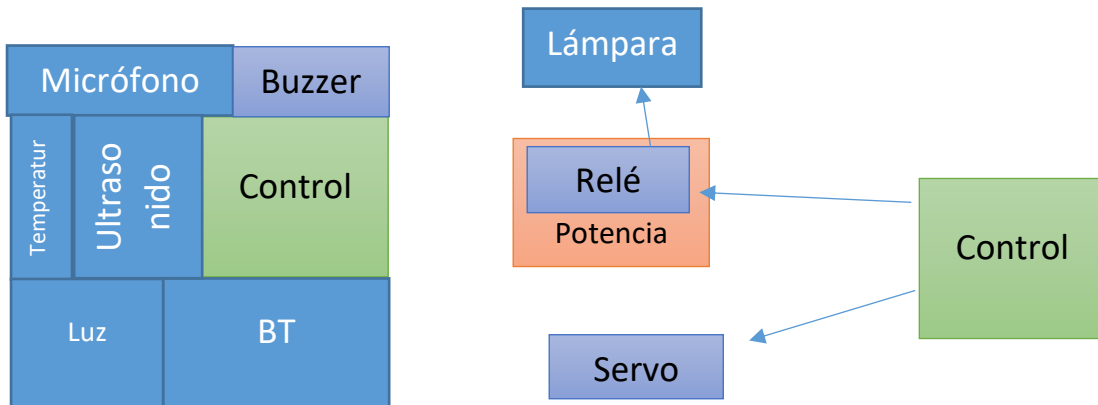 Micrófono
Buzzer
Temperatur
Ultraso
nido
Control
Luz
BT
Lámpara
Relé
Potencia
Control
Servo